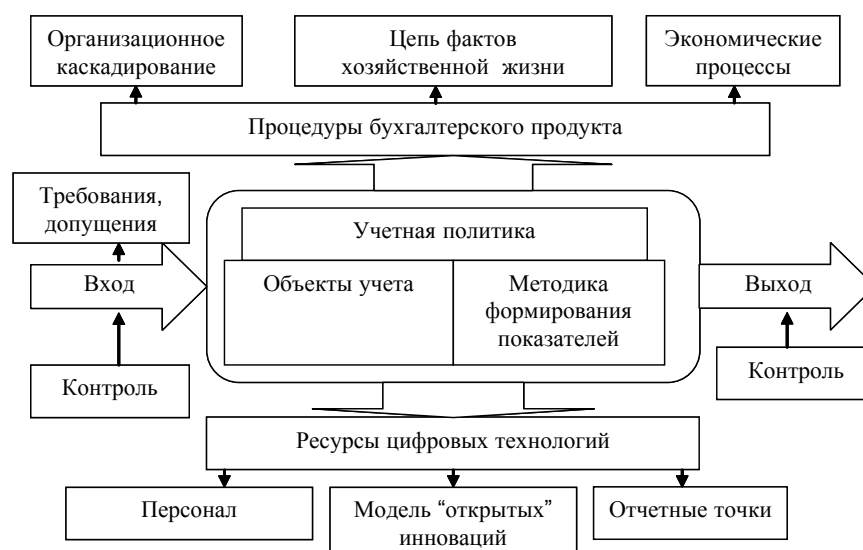 Организационное
каскадирование
Цепь фактов
хозяйственной жизни
Экономические
процессы
Процедуры бухгалтерского продукта
Требования,
допущения
Учетная политика
Вход
Объекты учета
Методика
формирования
показателей
Выход
Контроль
Контроль
Ресурсы цифровых технологий
Персонал
Модель “открытых”
инноваций
Отчетные точки